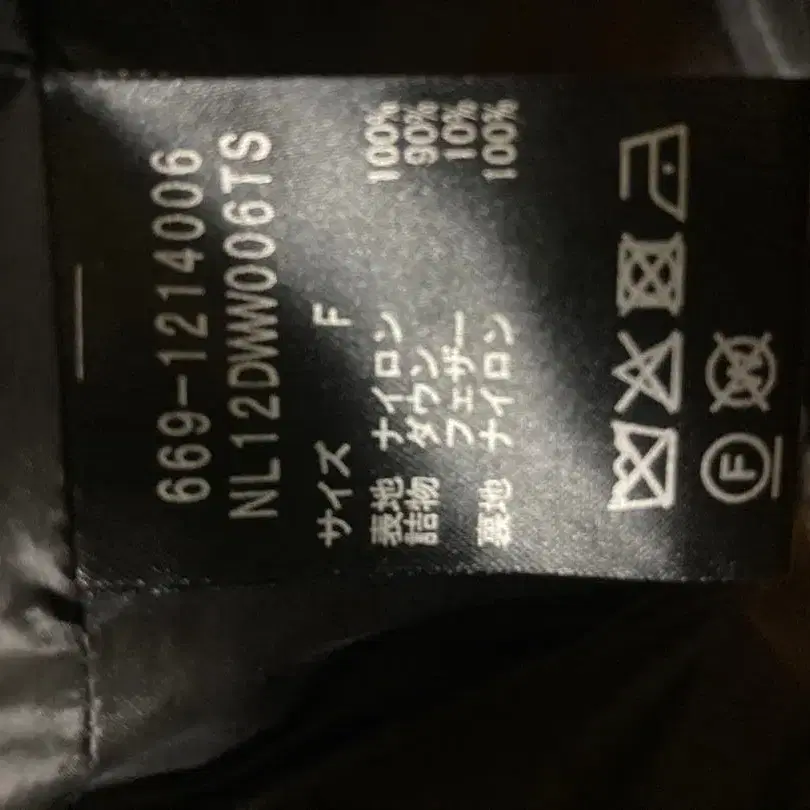 669-1214006
NL12DWW006TS
サイズ F
表地 ナイロン 100%
詰物 ダウン 90%
フェザー 10%
裏地 ナイロン 100%
F
W